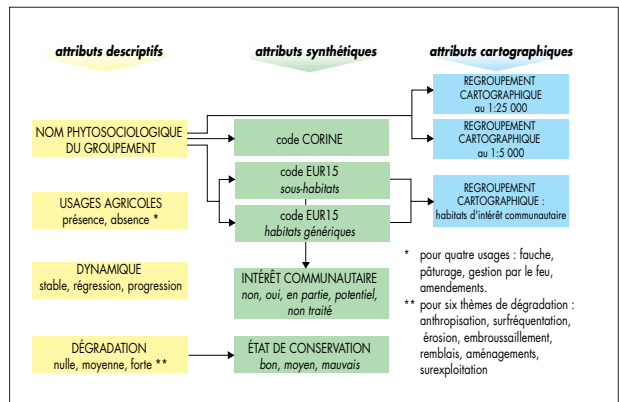 attributs descriptifs
attributs synthétiques
attributs cartographiques
NOM PHYTOSOCIOLOGIQUE
DU GROUPEMENT
USAGES AGRICOLES
présence, absence *
DYNAMIQUE
stable, régression, progression
DÉGRADATION
nulle, moyenne, forte **
code CORINE
code EUR15
sous-habitats
code EUR15
habitats génériques
INTÉRÊT COMMUNAUTAIRE
non, oui, en partie, potentiel,
non traité
ÉTAT DE CONSERVATION
bon, moyen, mauvais
REGROUPEMENT
CARTOGRAPHIQUE
au 1:25 000
REGROUPEMENT
CARTOGRAPHIQUE
au 1:5 000
REGROUPEMENT
CARTOGRAPHIQUE :
habitats d'intérêt communautaire
* pour quatre usages : fauche,
pâturage, gestion par le feu,
amendements.
** pour six thèmes de dégradation :
anthropisation, surfréquentation,
érosion, embroussaillement,
remblais, aménagements,
surexploitation